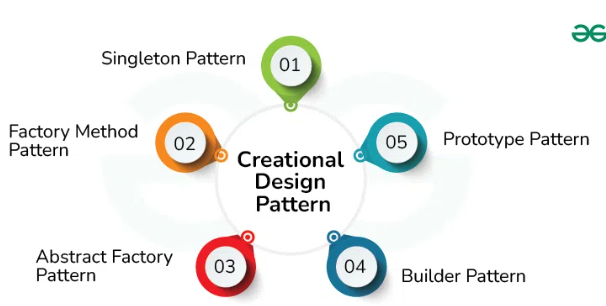 Singleton Pattern
01
Factory Method
Pattern
02
05
Prototype Pattern
Creational
Design
Pattern
Abstract Factory
Pattern
03
04
Builder Pattern